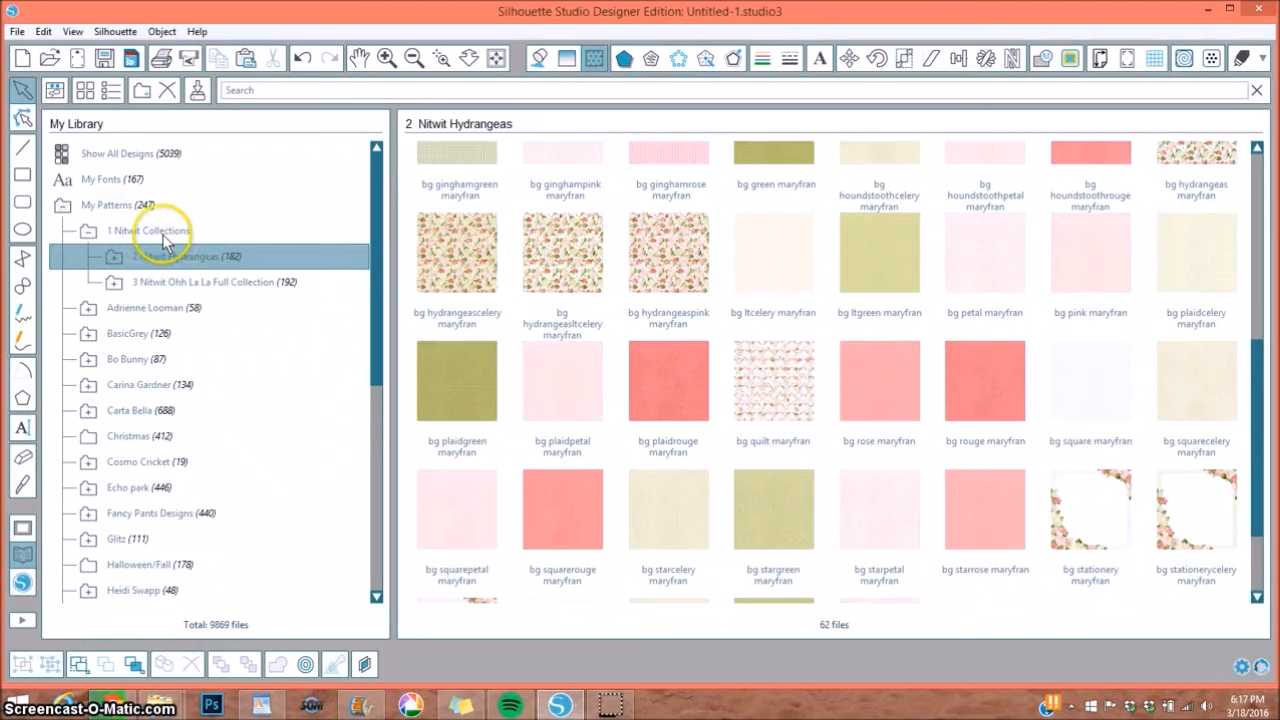 Silhouette Studio Designer Edition: Untitled-1.studio3
File Edit View Silhouette Object Help
Search
My Library
Show All Designs (5039)
Aa My Fonts (167)
My Patterns (247)
1 Nitwit Collections
2 Nitwit Hydrangeas (182)
3 Nitwit Ohh La La Full Collection (192)
Adrienne Looman (58)
BasicGrey (126)
Bo Bunny (87)
Carina Gardner (134)
Carta Bella (688)
Christmas (412)
Cosmo Cricket (19)
Echo park (446)
Fancy Pants Designs (440)
Glitz (111)
Halloween/Fall (178)
Heidi Swapp (48)
Total: 9869 files
2 Nitwit Hydrangeas
bg ginghamgreen maryfran
bg ginghampink maryfran
bg ginghamrose maryfran
bg green maryfran
bg houndstoothcelery maryfran
bg houndstoothpetal maryfran
bg houndstoothrouge maryfran
bg hydrangeas maryfran
bg hydrangeascelery maryfran
bg hydrangeasltcelery maryfran
bg hydrangeaspink maryfran
bg ltcelery maryfran
bg ltgreen maryfran
bg petal maryfran
bg pink maryfran
bg plaidcelery maryfran
bg plaidgreen maryfran
bg plaidpetal maryfran
bg plaidrouge maryfran
bg quilt maryfran
bg rose maryfran
bg rouge maryfran
bg square maryfran
bg squarecelery maryfran
bg squarepetal maryfran
bg squarerouge maryfran
bg starcelery maryfran
bg stargreen maryfran
bg starpetal maryfran
bg starrose maryfran
bg stationery maryfran
bg stationerycelery maryfran
62 files
Ps
SCM
6:17 PM
3/18/2016
Screencast-O-Matic.com